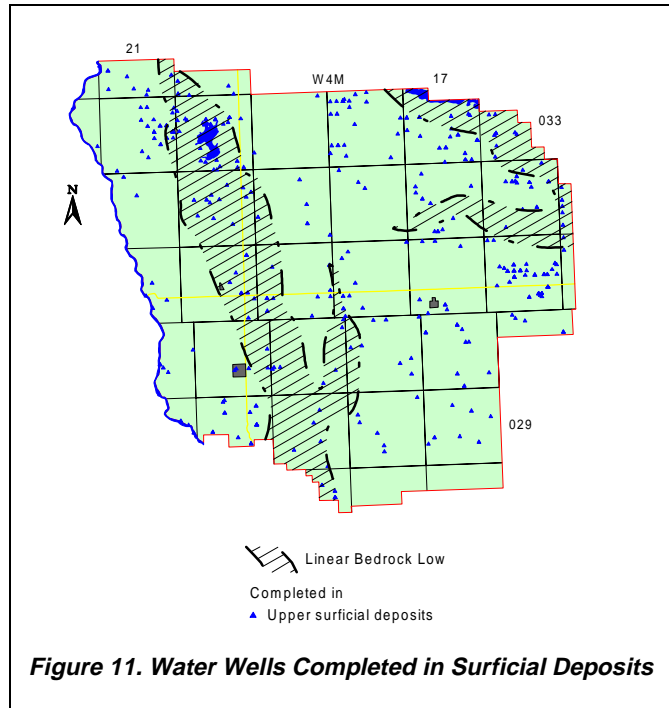 21
W4M
17
033
N
029
Linear Bedrock Low
Completed in
Upper surficial deposits
Figure 11. Water Wells Completed in Surficial Deposits